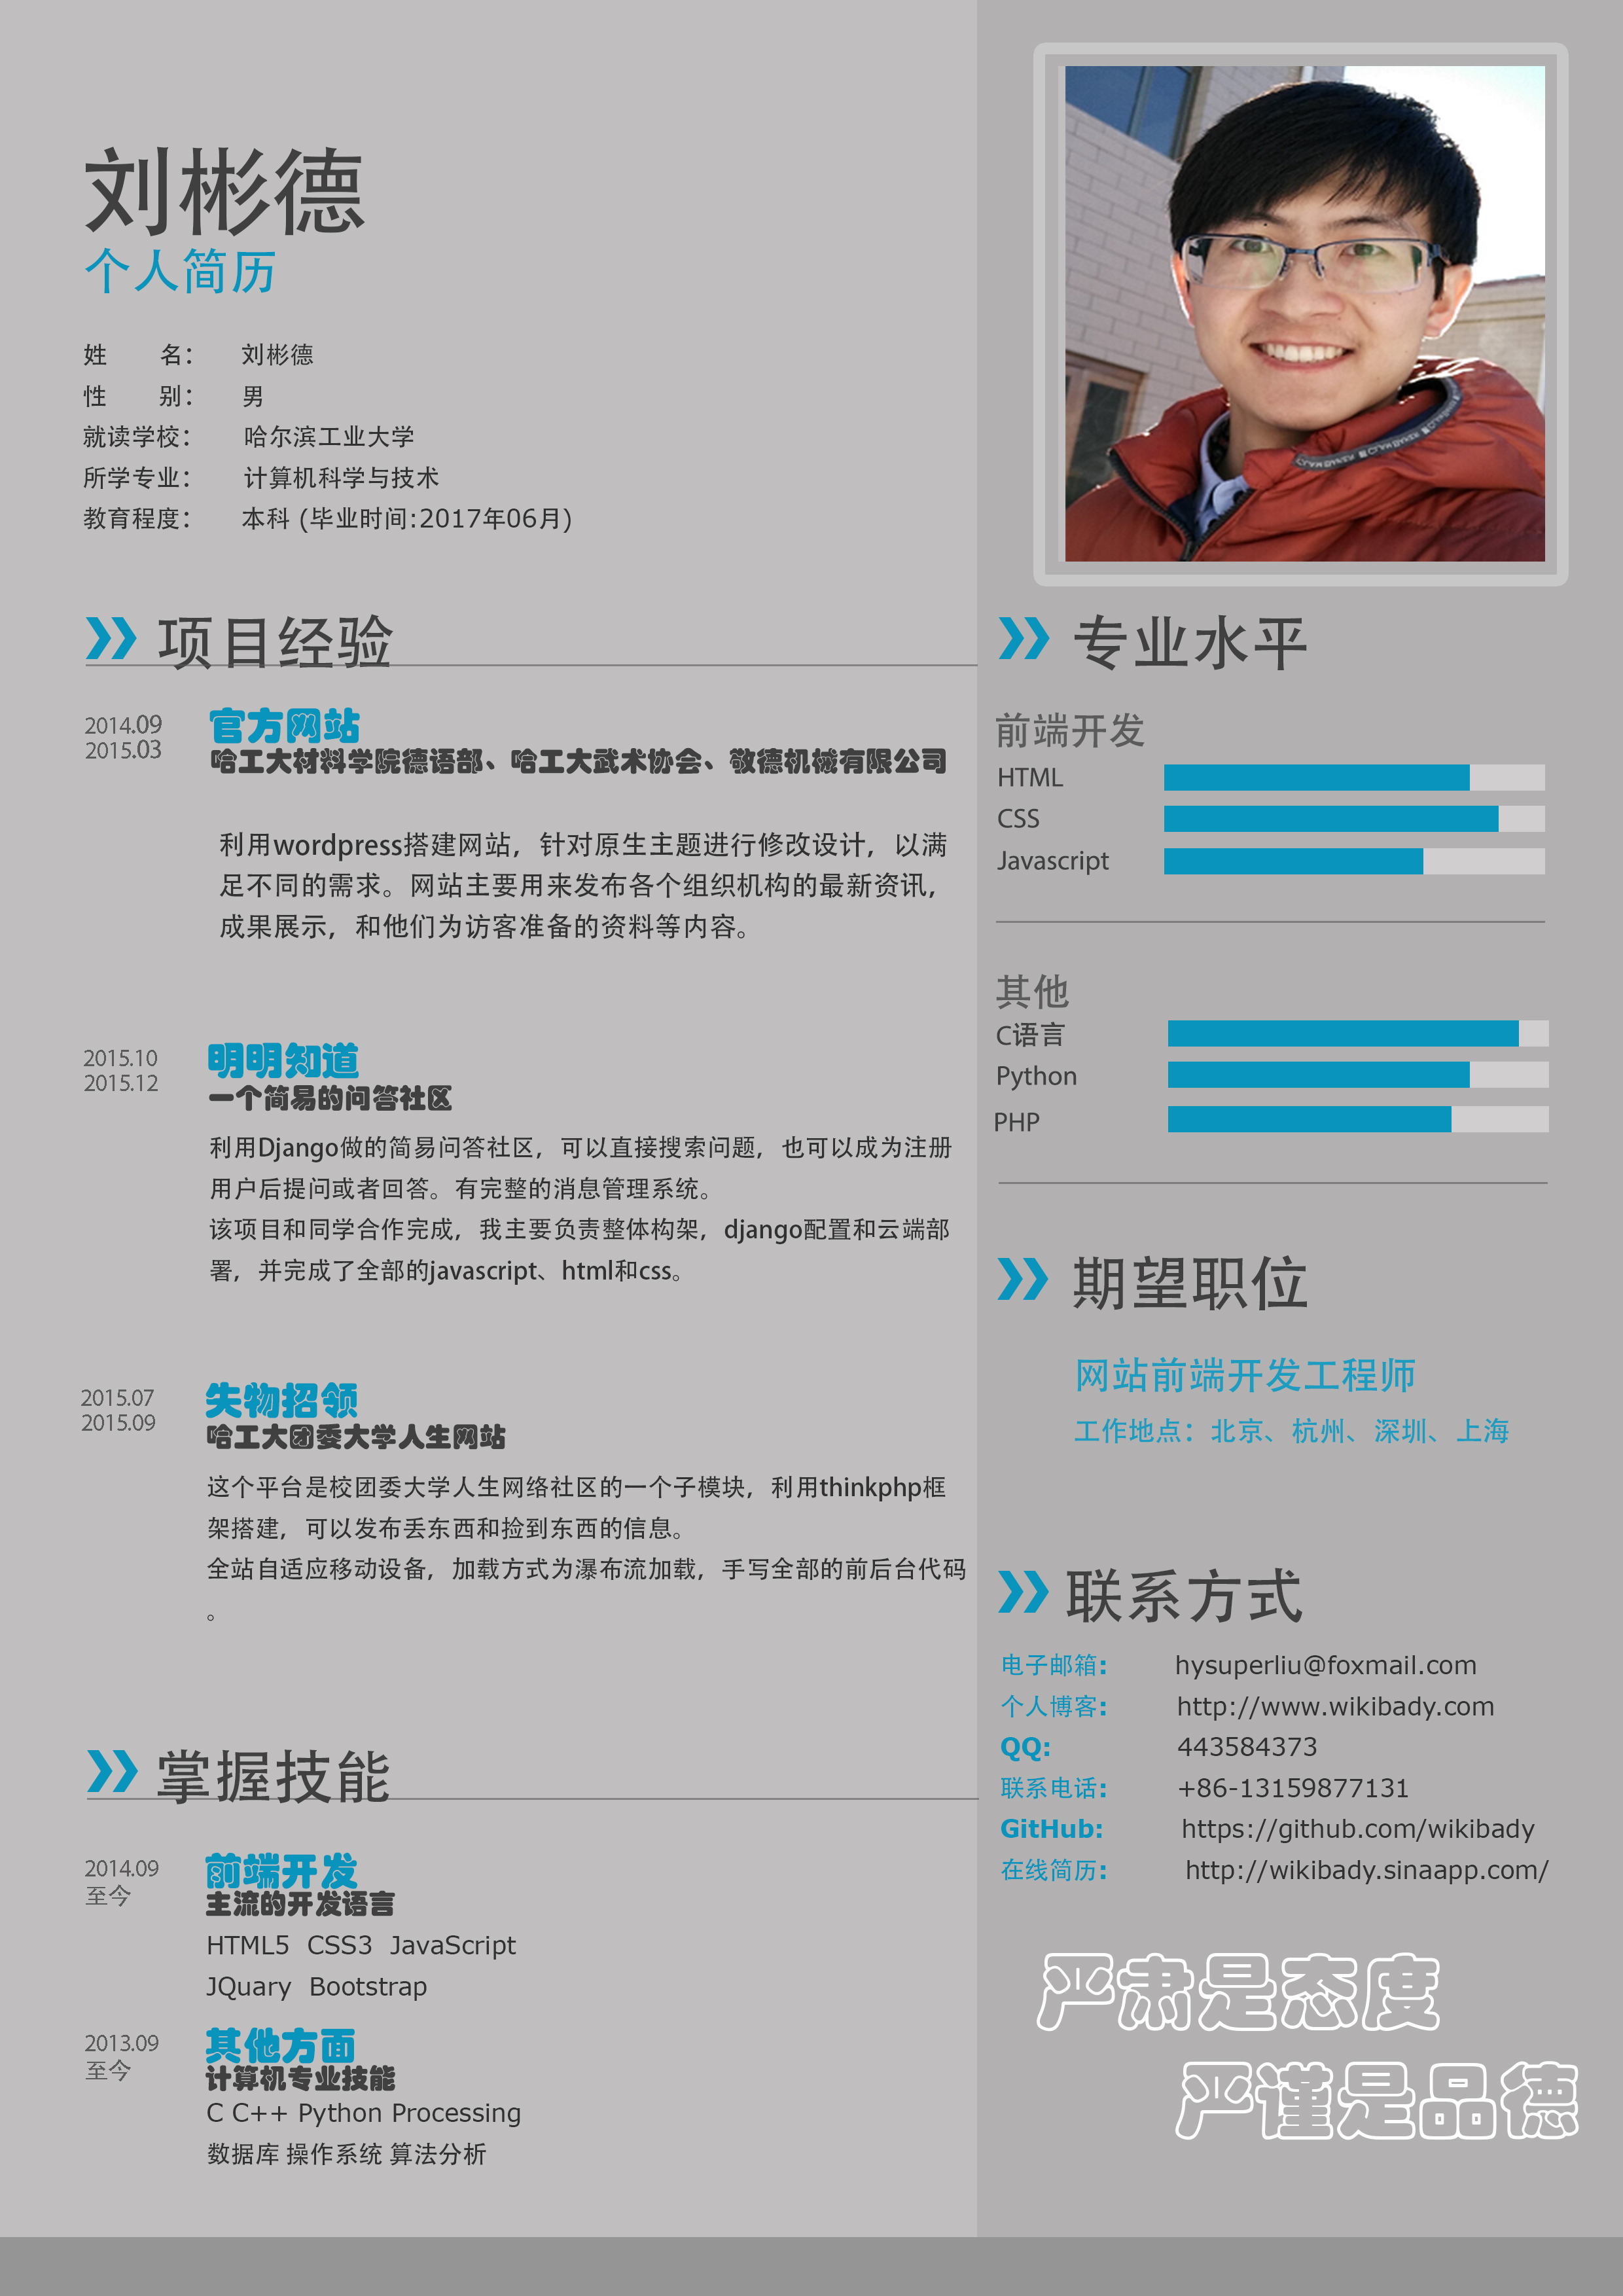 刘彬德
个人简历
姓 名： 刘彬德
性 别： 男
就读学校： 哈尔滨工业大学
所学专业： 计算机科学与技术
教育程度： 本科 (毕业时间:2017年06月)
项目经验
2014.09
2015.03
官方网站
哈工大材料学院德语部、哈工大武术协会、敬德机械有限公司
利用wordpress搭建网站，针对原生主题进行修改设计，以满
足不同的需求。网站主要用来发布各个组织机构的最新资讯，
成果展示，和他们为访客准备的资料等内容。
2015.10
2015.12
明明知道
一个简易的问答社区
利用Django做的简易问答社区，可以直接搜索问题，也可以成为注册
用户后提问或者回答。有完整的消息管理系统。
该项目和同学合作完成，我主要负责整体构架，django配置和云端部
署，并完成了全部的javascript、html和css。
2015.07
2015.09
失物招领
哈工大团委大学人生网站
这个平台是校团委大学人生网络社区的一个子模块，利用thinkphp框
架搭建，可以发布丢东西和捡到东西的信息。
全站自适应移动设备，加载方式为瀑布流加载，手写全部的前后台代码
。
掌握技能
2014.09
至今
前端开发
主流的开发语言
HTML5 CSS3 JavaScript
JQuary Bootstrap
2013.09
至今
其他方面
计算机专业技能
C C++ Python Processing
数据库 操作系统 算法分析
专业水平
前端开发
HTML
CSS
Javascript
其他
C语言
Python
PHP
期望职位
网站前端开发工程师
工作地点：北京、杭州、深圳、上海
联系方式
电子邮箱: hysuperliu@foxmail.com
个人博客: http://www.wikibady.com
QQ: 443584373
联系电话: +86-13159877131
GitHub: https://github.com/wikibady
在线简历: http://wikibady.sinaapp.com/
严肃是态度
严谨是品德